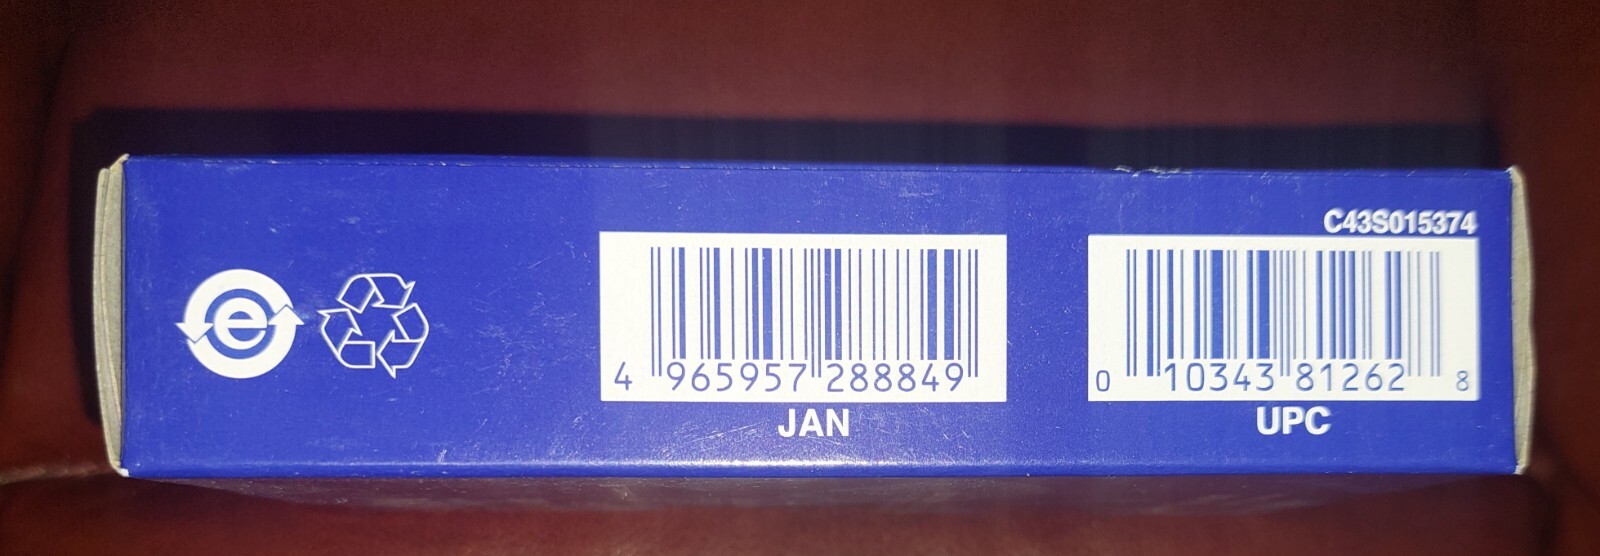 C43S015374
e
4 965957 288849
JAN
0 10343 81262 8
UPC